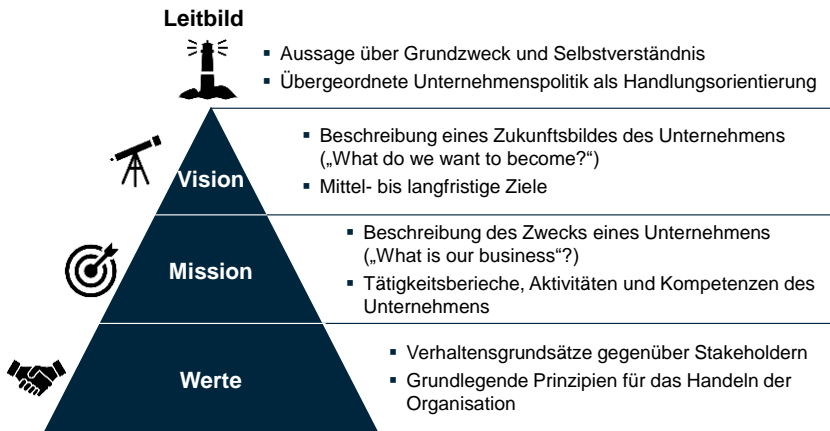 Leitbild
▪ Aussage über Grundzweck und Selbstverständnis
▪ Übergeordnete Unternehmenspolitik als Handlungsorientierung
Vision
▪ Beschreibung eines Zukunftsbildes des Unternehmens
(„What do we want to become?“)
▪ Mittel- bis langfristige Ziele
Mission
▪ Beschreibung des Zwecks eines Unternehmens
(„What is our business“?)
▪ Tätigkeitsberieche, Aktivitäten und Kompetenzen des
Unternehmens
Werte
▪ Verhaltensgrundsätze gegenüber Stakeholdern
▪ Grundlegende Prinzipien für das Handeln der
Organisation